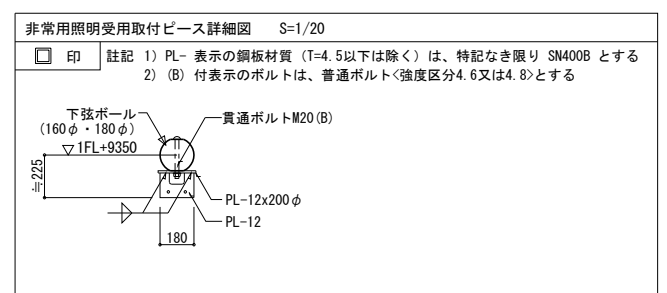 非常用照明受用取付ピース詳細図 S=1/20
印 註記 1) PL- 表示の鋼板材質 (T=4.5以下は除く) は、特記なき限り SN400B とする
2) (B) 付表示のボルトは、普通ボルト<強度区分4.6又は4.8>とする
下弦ボール
(160φ・180φ)
貫通ボルトM20(B)
▽1FL+9350
≒225
PL-12x200φ
PL-12
180